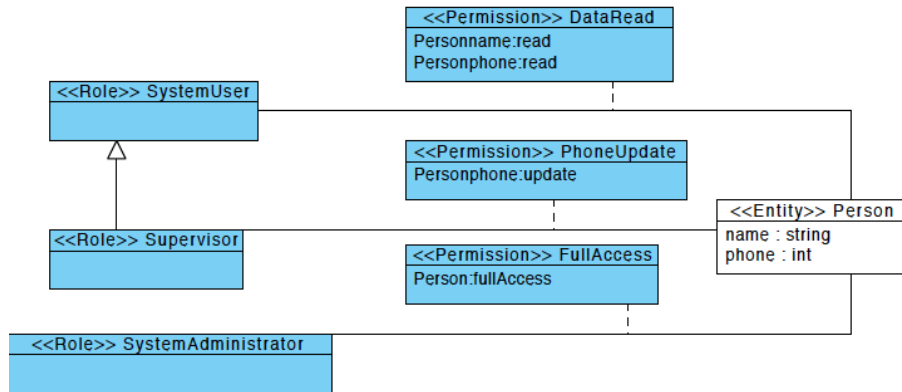 <<Permission>> DataRead
Personname:read
Personphone:read
<<Role>> SystemUser
<<Permission>> PhoneUpdate
Personphone:update
<<Entity>> Person
name : string
phone : int
<<Role>> Supervisor
<<Permission>> FullAccess
Person:fullAccess
<<Role>> SystemAdministrator